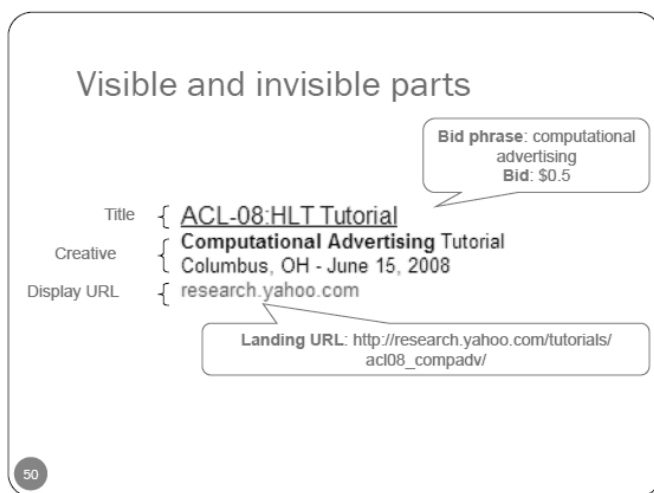 Visible and invisible parts
Bid phrase: computational
advertising
Bid: $0.5
Title { ACL-08:HLT Tutorial
Creative { Computational Advertising Tutorial
Columbus, OH - June 15, 2008
Display URL { research.yahoo.com
Landing URL: http://research.yahoo.com/tutorials/
acl08_compadv/
50